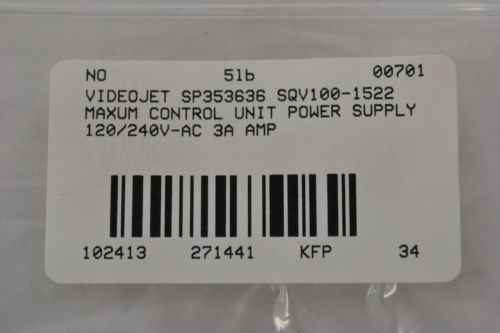 NO 5lb 00701
VIDEOJET SP353636 SQV100-1522
MAXUM CONTROL UNIT POWER SUPPLY
120/240V-AC 3A AMP
102413 271441 KFP 34